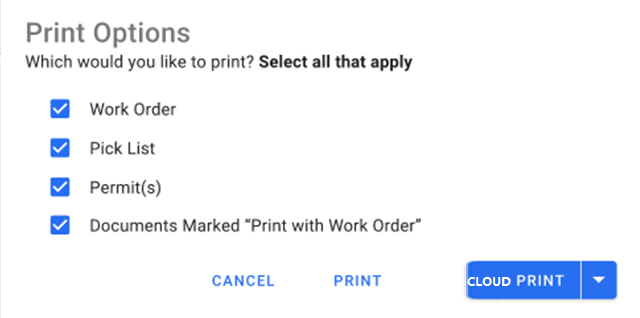 Print Options
Which would you like to print? Select all that apply
Work Order
Pick List
Permit(s)
Documents Marked “Print with Work Order”
CANCEL PRINT CLOUD PRINT